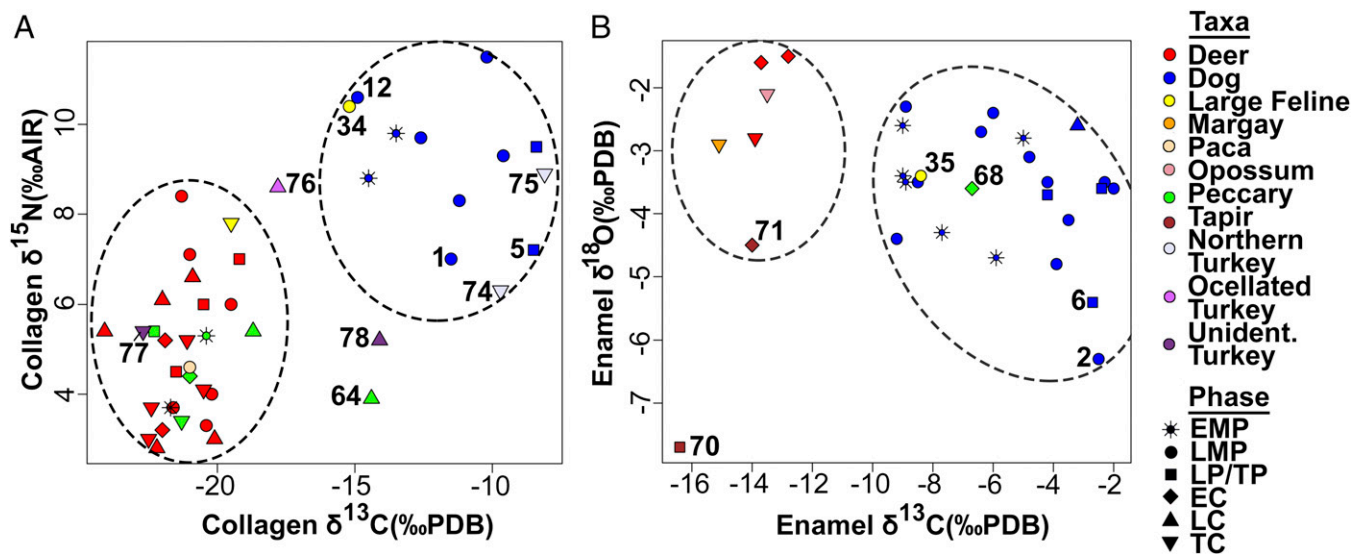 A
Collagen δ15N(‰AIR)
10
8
6
4
12
34
76
75
1
5
74
77
78
64
-20
-15
-10
Collagen δ13C(‰PDB)
B
Enamel δ18O(‰PDB)
-2
-3
-4
-5
-6
-7
35
68
71
6
2
70
-16
-14
-12
-10
-8
-6
-4
-2
Enamel δ13C(‰PDB)
Taxa
Deer
Dog
Large Feline
Margay
Paca
Opossum
Peccary
Tapir
Northern
Turkey
Ocellated
Turkey
Unident.
Turkey
Phase
EMP
LMP
LP/TP
EC
LC
TC